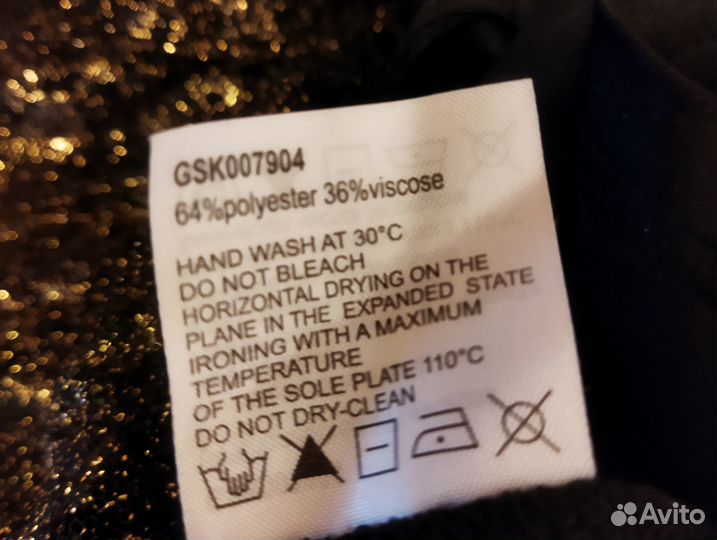 GSK007904
64%polyester 36%viscose
HAND WASH AT 30°C
DO NOT BLEACH
HORIZONTAL DRYING ON THE
PLANE IN THE EXPANDED STATE
IRONING WITH A MAXIMUM
TEMPERATURE
OF THE SOLE PLATE 110°C
DO NOT DRY-CLEAN
Avito